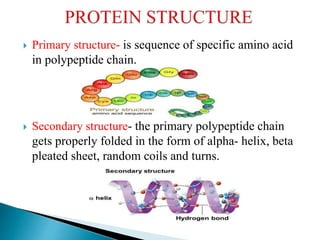 PROTEIN STRUCTURE
Primary structure- is sequence of specific amino acid
in polypeptide chain.
Primary structure
amino acid sequence
Secondary structure- the primary polypeptide chain
gets properly folded in the form of alpha- helix, beta
pleated sheet, random coils and turns.
Secondary structure
α helix
Hydrogen bond